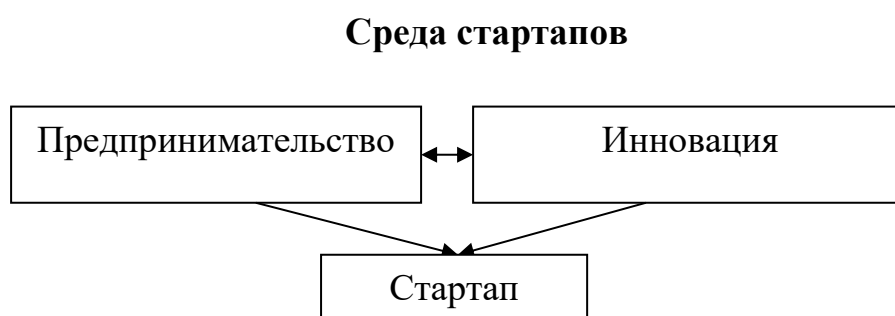 Среда стартапов
Предпринимательство
Инновация
Стартап